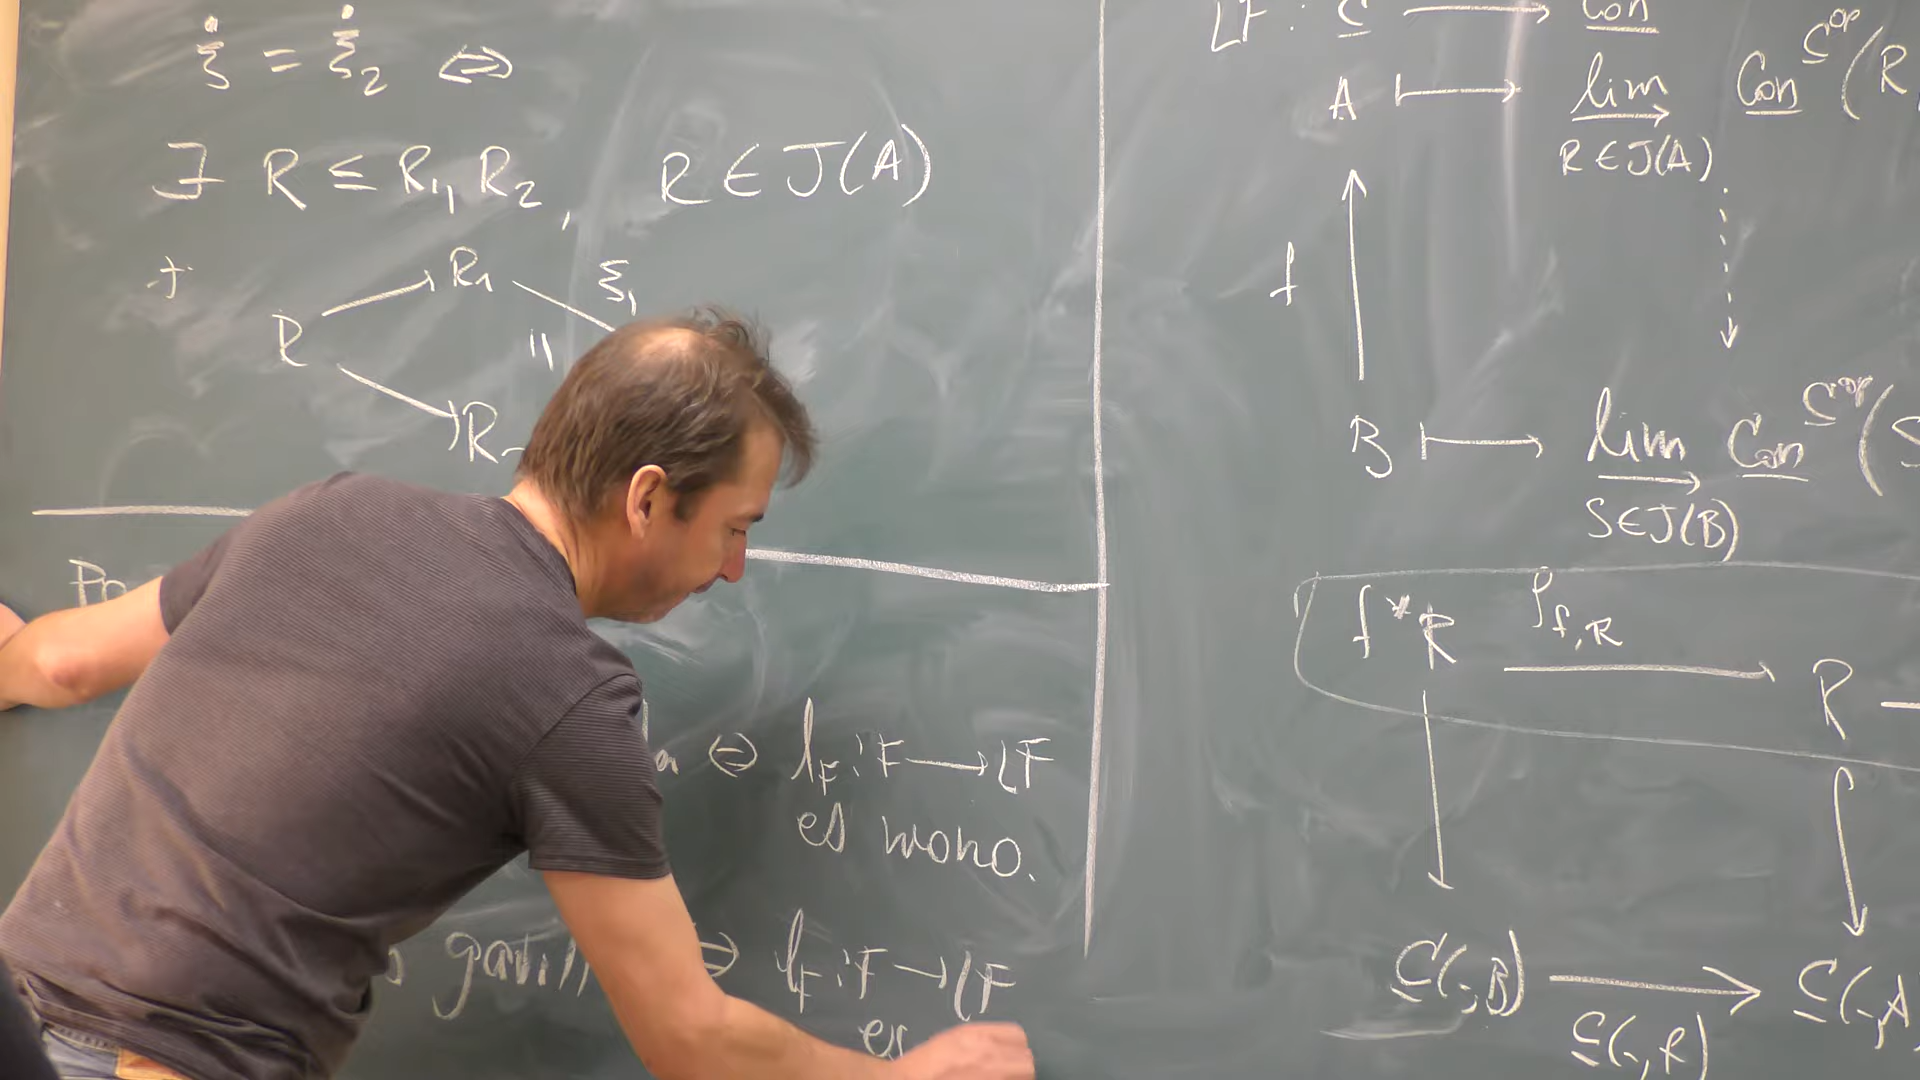 ξ̇ = ξ̇₂ ⇔
∃ R ≤ R₁, R₂, R ∈ J(A)
+
R₁ ξ₁
R =
R₂
Po
⇔ l_F : F → LF
es mono.
⇒ l_F : F → LF
es
LF : C → Con
A ↦ lim Con^{C^{op}}(R,
R ∈ J(A)
f
B ↦ lim Con^{C^{op}}(S
S ∈ J(B)
f*R ρ_{f,R} → R
C(-,B) → C(-,A
C(-,f)